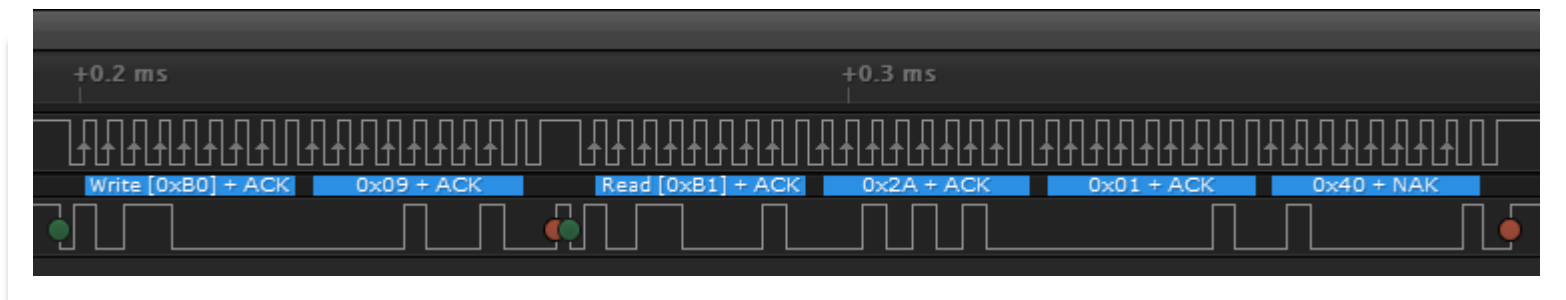 +0.2 ms +0.3 ms
Write [0xB0] + ACK 0x09 + ACK Read [0xB1] + ACK 0x2A + ACK 0x01 + ACK 0x40 + NAK